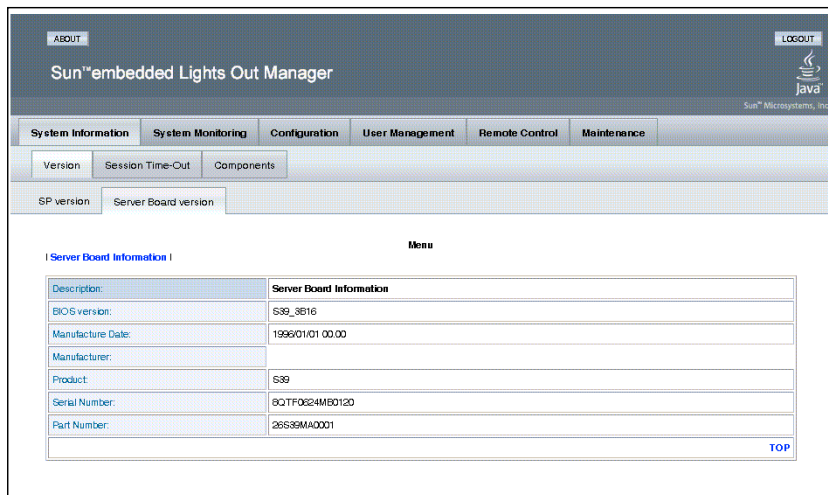 ABOUT
LOGOUT
Sun™embedded Lights Out Manager
Java™
Sun™ Microsystems, Inc
System Information System Monitoring Configuration User Management Remote Control Maintenance
Version Session Time-Out Components
SP version Server Board version
Menu
| Server Board Information |
Description: Server Board Information
BIOS version: S39_3B16
Manufacture Date: 1996/01/01 00:00
Manufacturer:
Product: S39
Serial Number: 8QTF0624MB0120
Part Number: 26S39MA0001
TOP